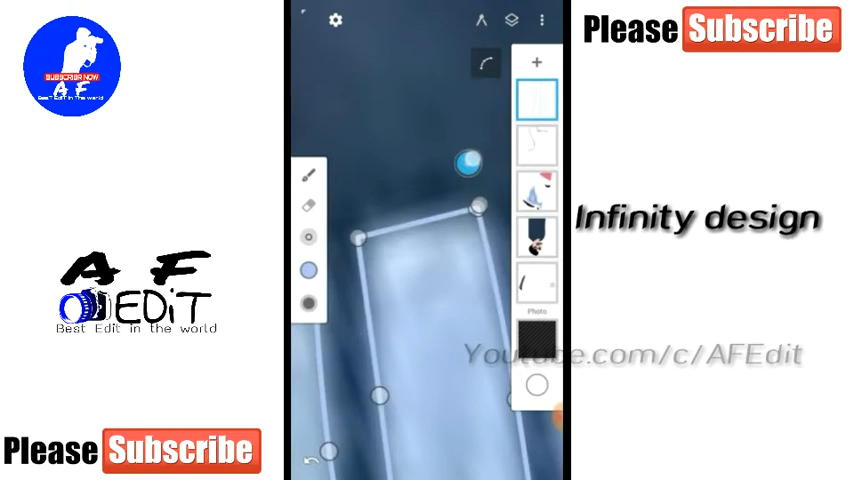 Please Subscribe
SUBSCRIBR NOW
A F
BesT EdiT In The world
Infinity design
A F
EDiT
Best Edit in the world
Photo
Youtube.com/c/AFEdit
Please Subscribe